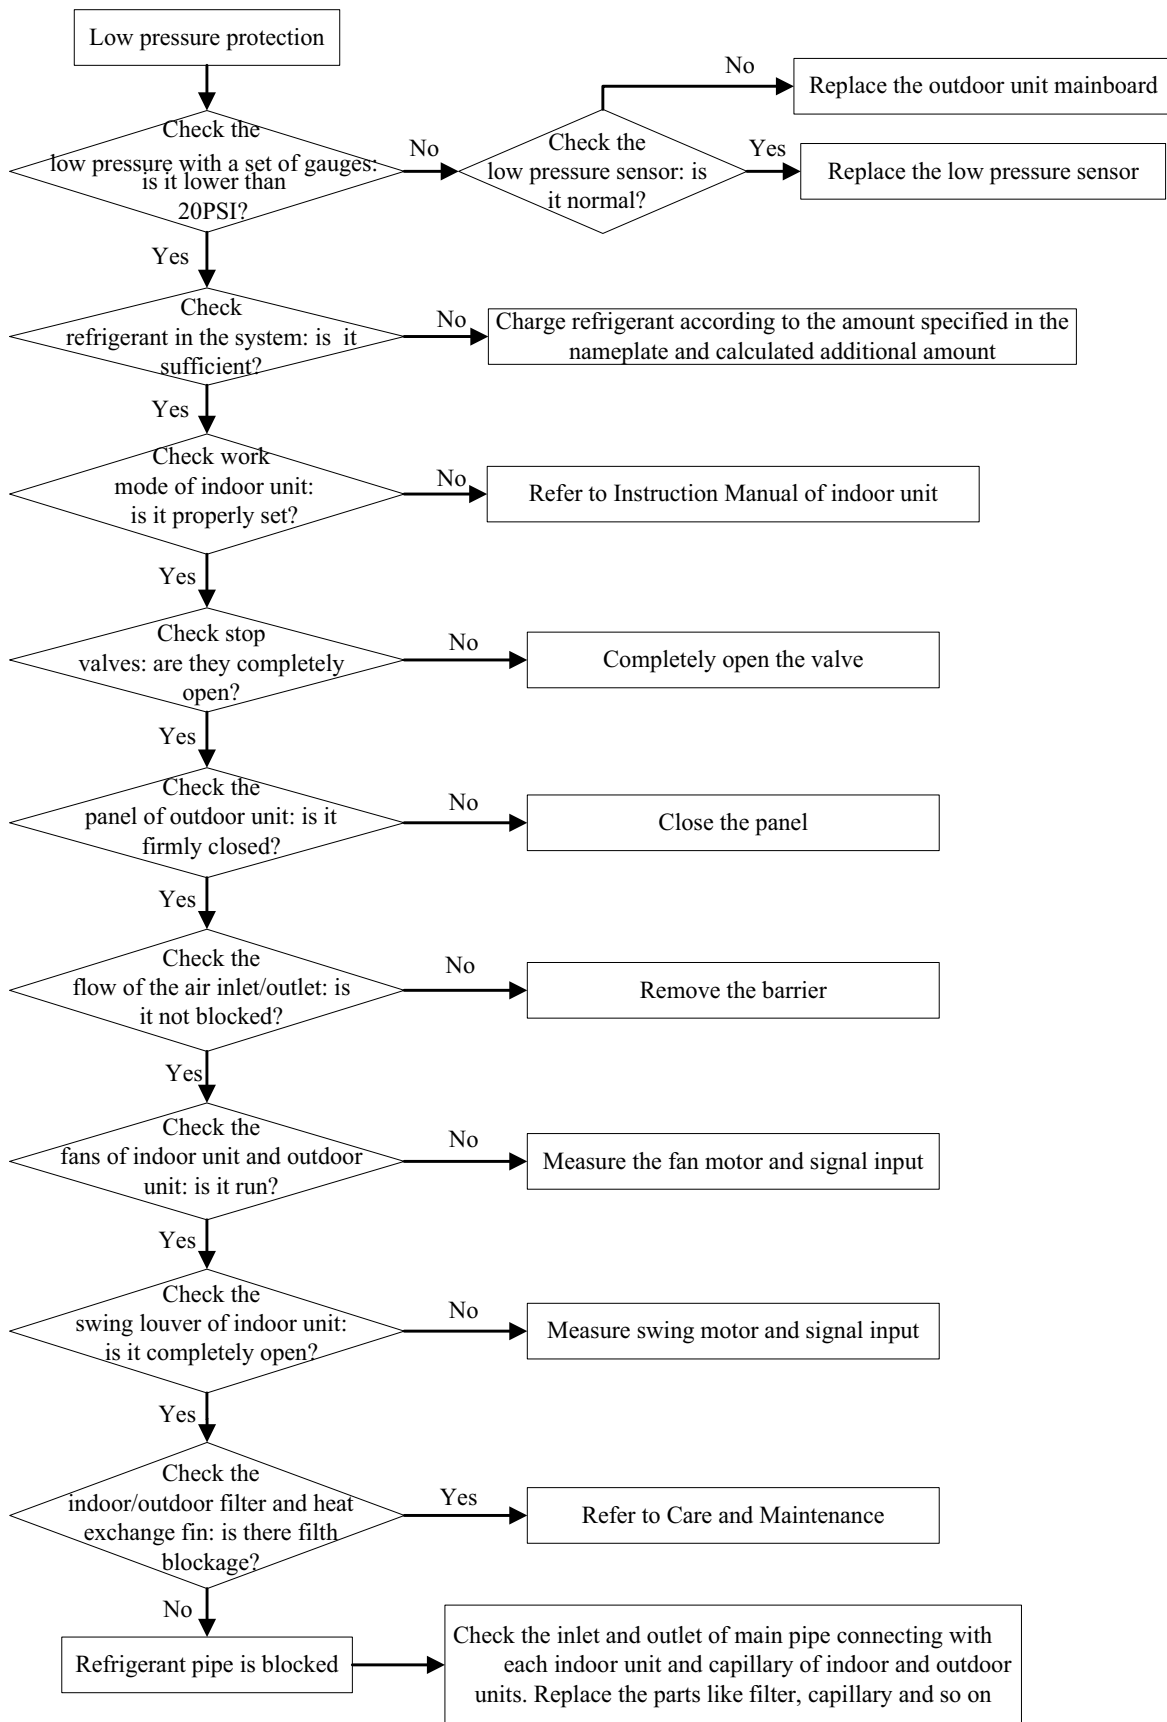 Low pressure protection
No
Replace the outdoor unit mainboard
Check the
low pressure with a set of gauges:
is it lower than
20PSI?
No
Check the
low pressure sensor: is
it normal?
Yes
Replace the low pressure sensor
Yes
Check
refrigerant in the system: is it
sufficient?
No
Charge refrigerant according to the amount specified in the
nameplate and calculated additional amount
Yes
Check work
mode of indoor unit:
is it properly set?
No
Refer to Instruction Manual of indoor unit
Yes
Check stop
valves: are they completely
open?
No
Completely open the valve
Yes
Check the
panel of outdoor unit: is it
firmly closed?
No
Close the panel
Yes
Check the
flow of the air inlet/outlet: is
it not blocked?
No
Remove the barrier
Yes
Check the
fans of indoor unit and outdoor
unit: is it run?
No
Measure the fan motor and signal input
Yes
Check the
swing louver of indoor unit:
is it completely open?
No
Measure swing motor and signal input
Yes
Check the
indoor/outdoor filter and heat
exchange fin: is there filth
blockage?
Yes
Refer to Care and Maintenance
No
Refrigerant pipe is blocked
Check the inlet and outlet of main pipe connecting with
each indoor unit and capillary of indoor and outdoor
units. Replace the parts like filter, capillary and so on